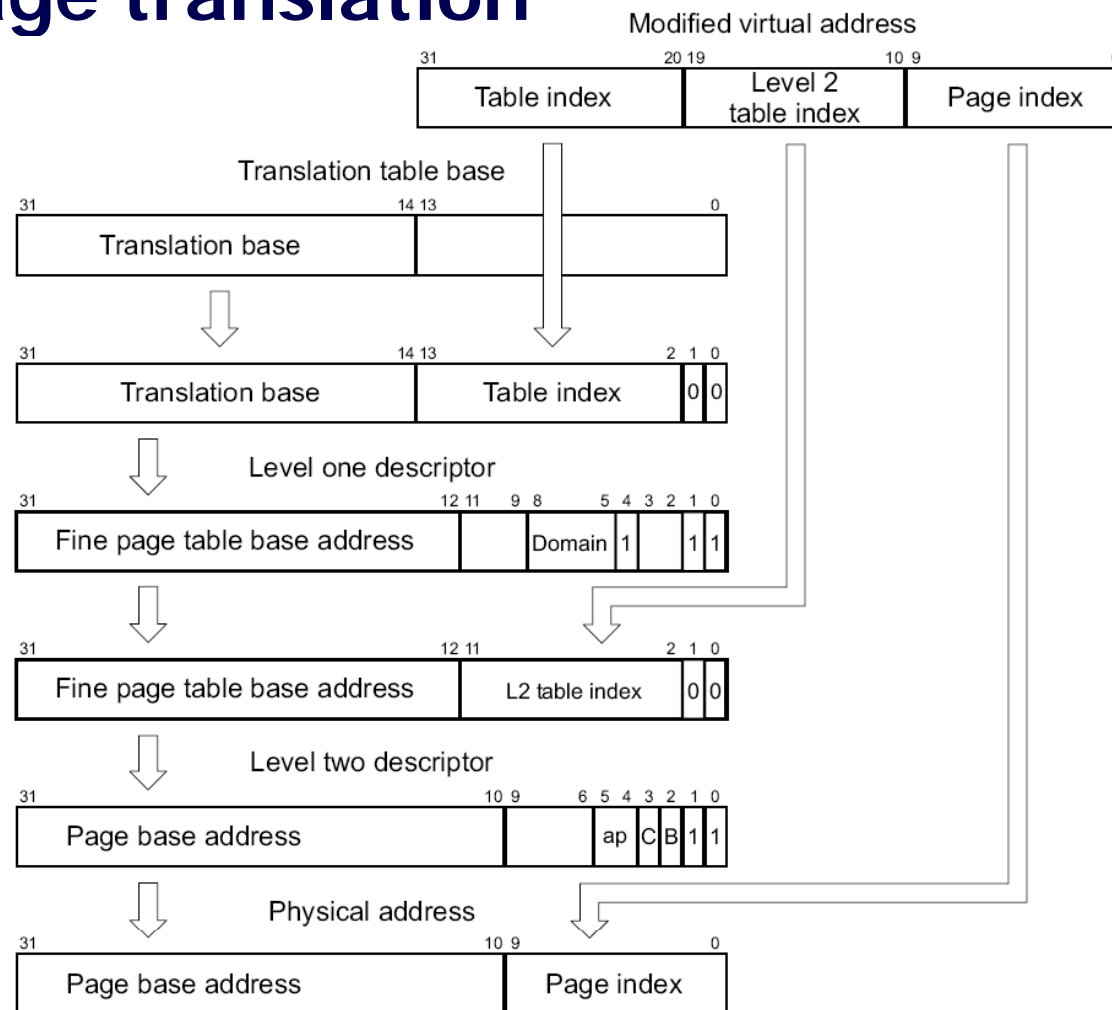 translation
Modified virtual address
31 20 19 10 9
Table index
Level 2
table index
Page index
Translation table base
31 14 13 0
Translation base
31 14 13 2 1 0
Translation base Table index 0 0
Level one descriptor
31 12 11 9 8 5 4 3 2 1 0
Fine page table base address Domain 1 1 1
31 12 11 2 1 0
Fine page table base address L2 table index 0 0
Level two descriptor
31 10 9 6 5 4 3 2 1 0
Page base address ap C B 1 1
Physical address
31 10 9 0
Page base address Page index